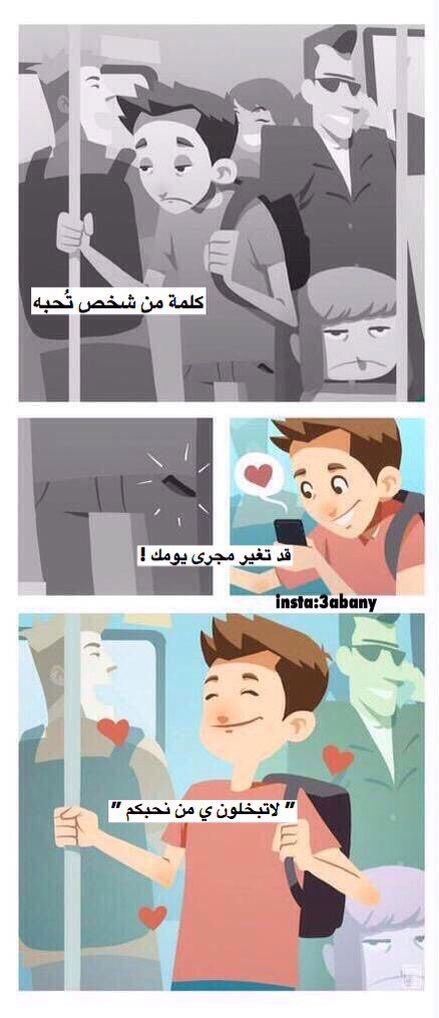 كلمة من شخص تُحبه
قد تغير مجرى يومك !
insta:3abany
” لاتبخلون ي من نحبكم ”